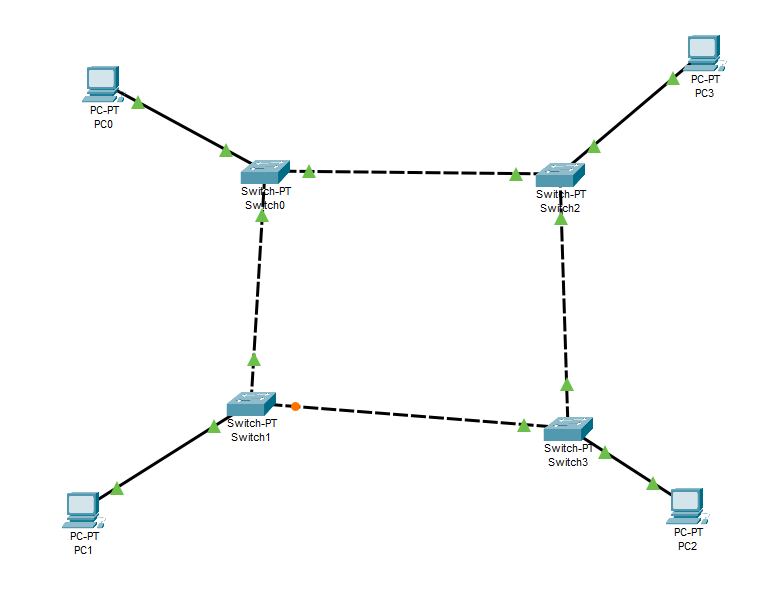 PC-PT
PC0
PC-PT
PC3
Switch-PT
Switch0
Switch-PT
Switch2
Switch-PT
Switch1
Switch-PT
Switch3
PC-PT
PC1
PC-PT
PC2